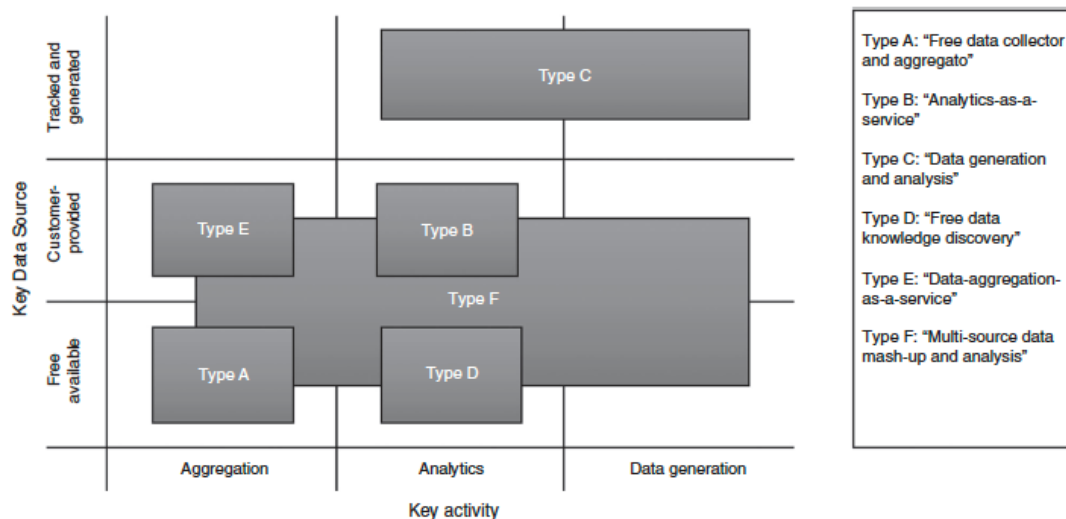 Key Data Source
Tracked and
generated
Customer-
provided
Free
available
Type C
Type E
Type B
Type F
Type A
Type D
Aggregation
Analytics
Data generation
Key activity
Type A: “Free data collector
and aggregato”
Type B: “Analytics-as-a-
service”
Type C: “Data generation
and analysis”
Type D: “Free data
knowledge discovery”
Type E: “Data-aggregation-
as-a-service”
Type F: “Multi-source data
mash-up and analysis”